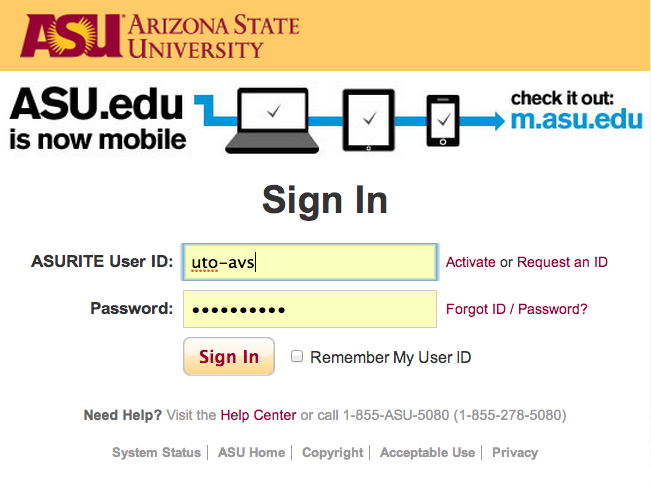 ASU ARIZONA STATE
UNIVERSITY
ASU.edu
is now mobile
check it out:
m.asu.edu
Sign In
ASURITE User ID: uto-avs Activate or Request an ID
Password: •••••••••• Forgot ID / Password?
Sign In Remember My User ID
Need Help? Visit the Help Center or call 1-855-ASU-5080 (1-855-278-5080)
System Status | ASU Home | Copyright | Acceptable Use | Privacy